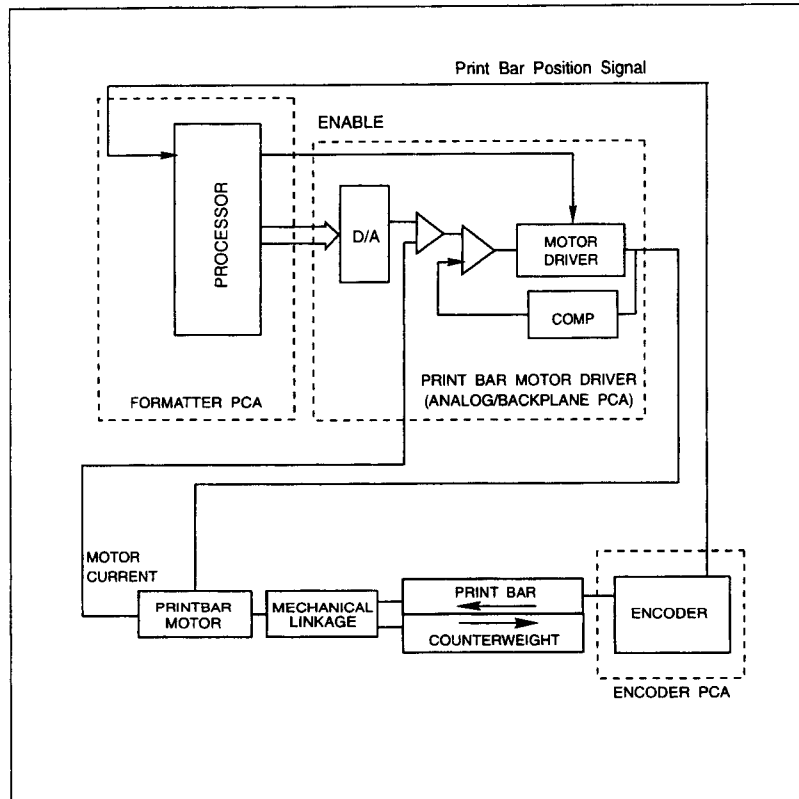 Print Bar Position Signal
ENABLE
PROCESSOR
D/A
MOTOR
DRIVER
COMP
FORMATTER PCA
PRINT BAR MOTOR DRIVER
(ANALOG/BACKPLANE PCA)
MOTOR
CURRENT
PRINTBAR
MOTOR
MECHANICAL
LINKAGE
PRINT BAR
COUNTERWEIGHT
ENCODER
ENCODER PCA